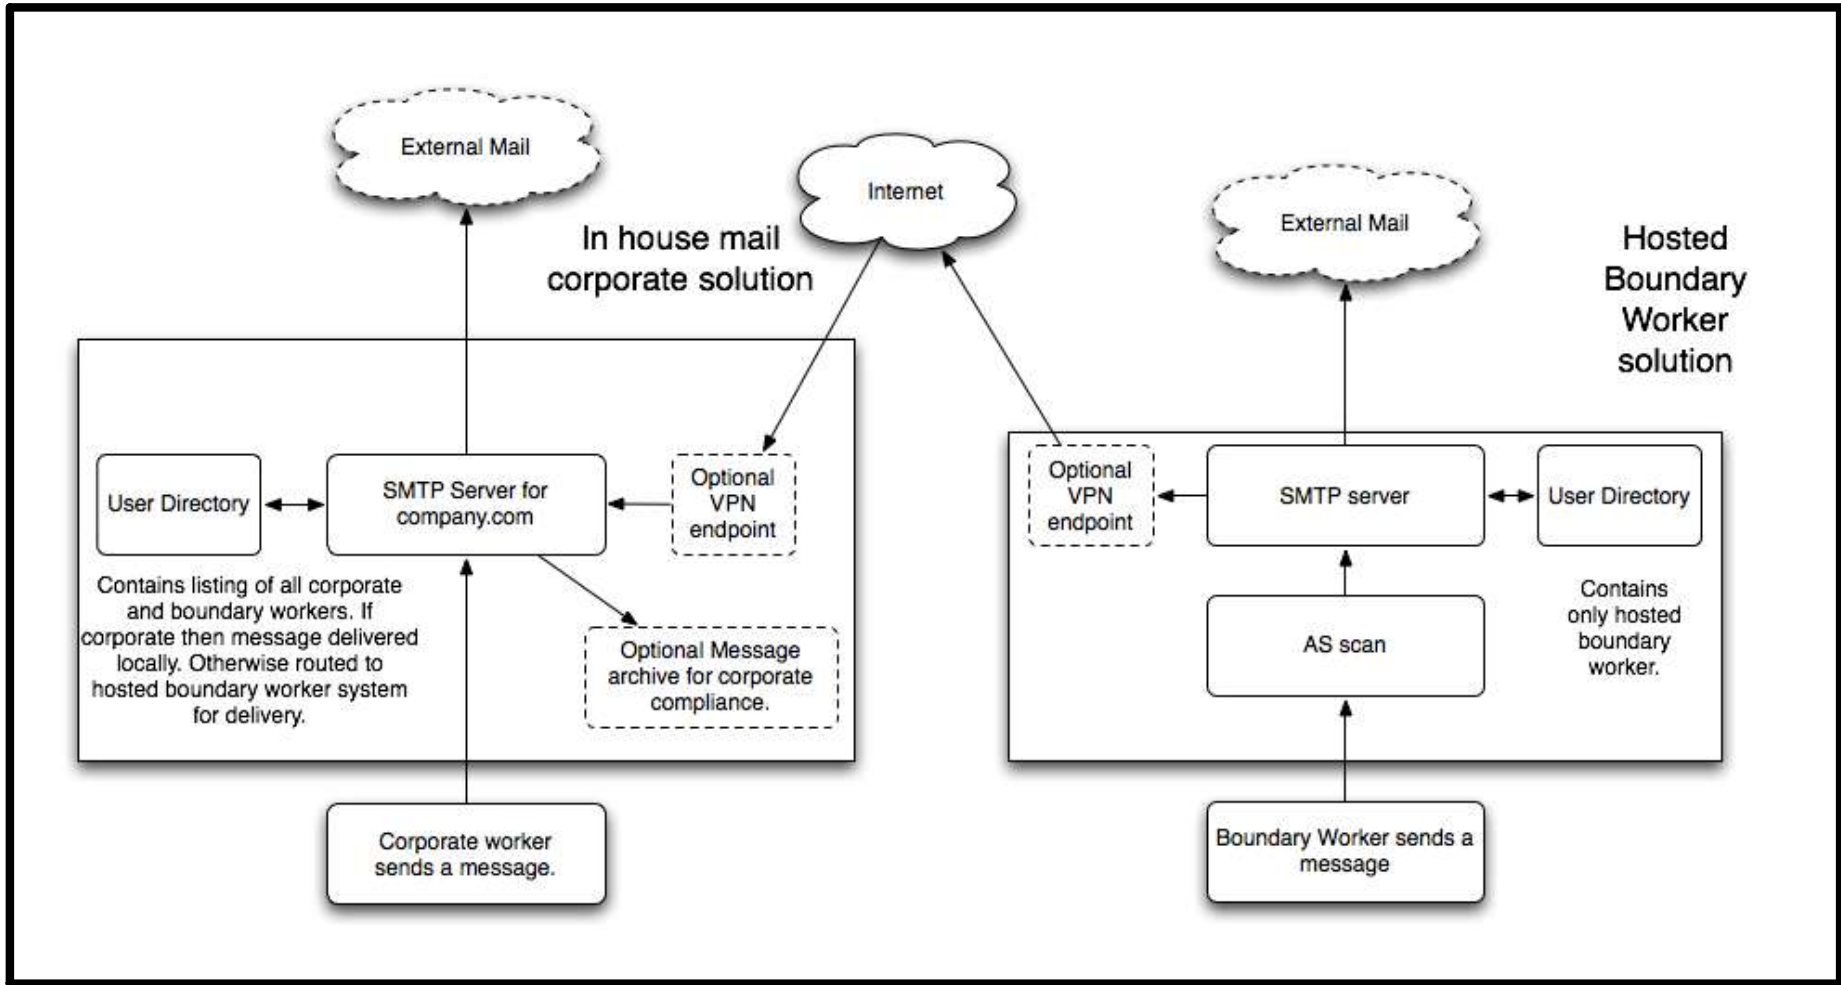 External Mail
Internet
External Mail
In house mail
corporate solution
Hosted
Boundary
Worker
solution
User Directory
SMTP Server for
company.com
Optional
VPN
endpoint
Optional
VPN
endpoint
SMTP server
User Directory
Contains listing of all corporate
and boundary workers. If
corporate then message delivered
locally. Otherwise routed to
hosted boundary worker system
for delivery.
Optional Message
archive for corporate
compliance.
AS scan
Contains
only hosted
boundary
worker.
Corporate worker
sends a message.
Boundary Worker sends a
message